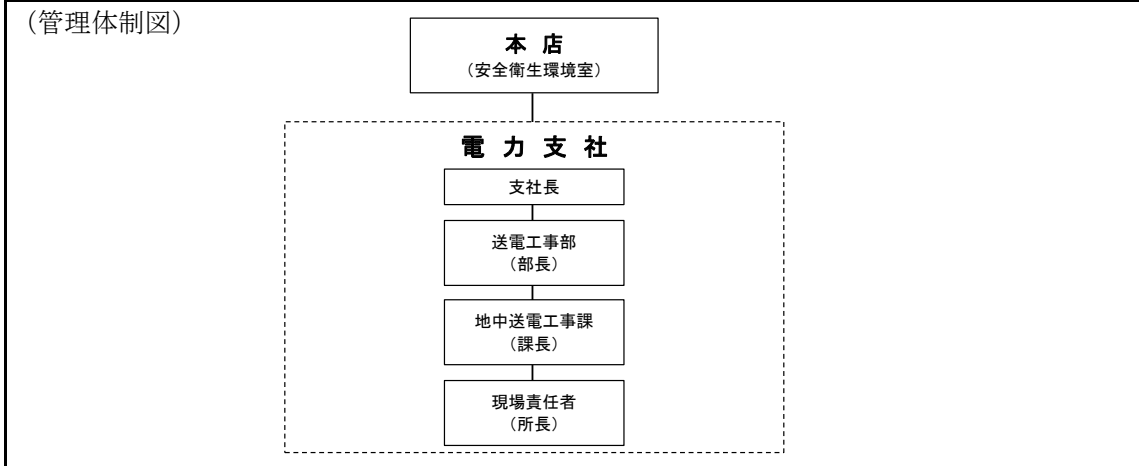 （管理体制図）
本 店
（安全衛生環境室）
電 力 支 社
支社長
送電工事部
（部長）
地中送電工事課
（課長）
現場責任者
（所長）